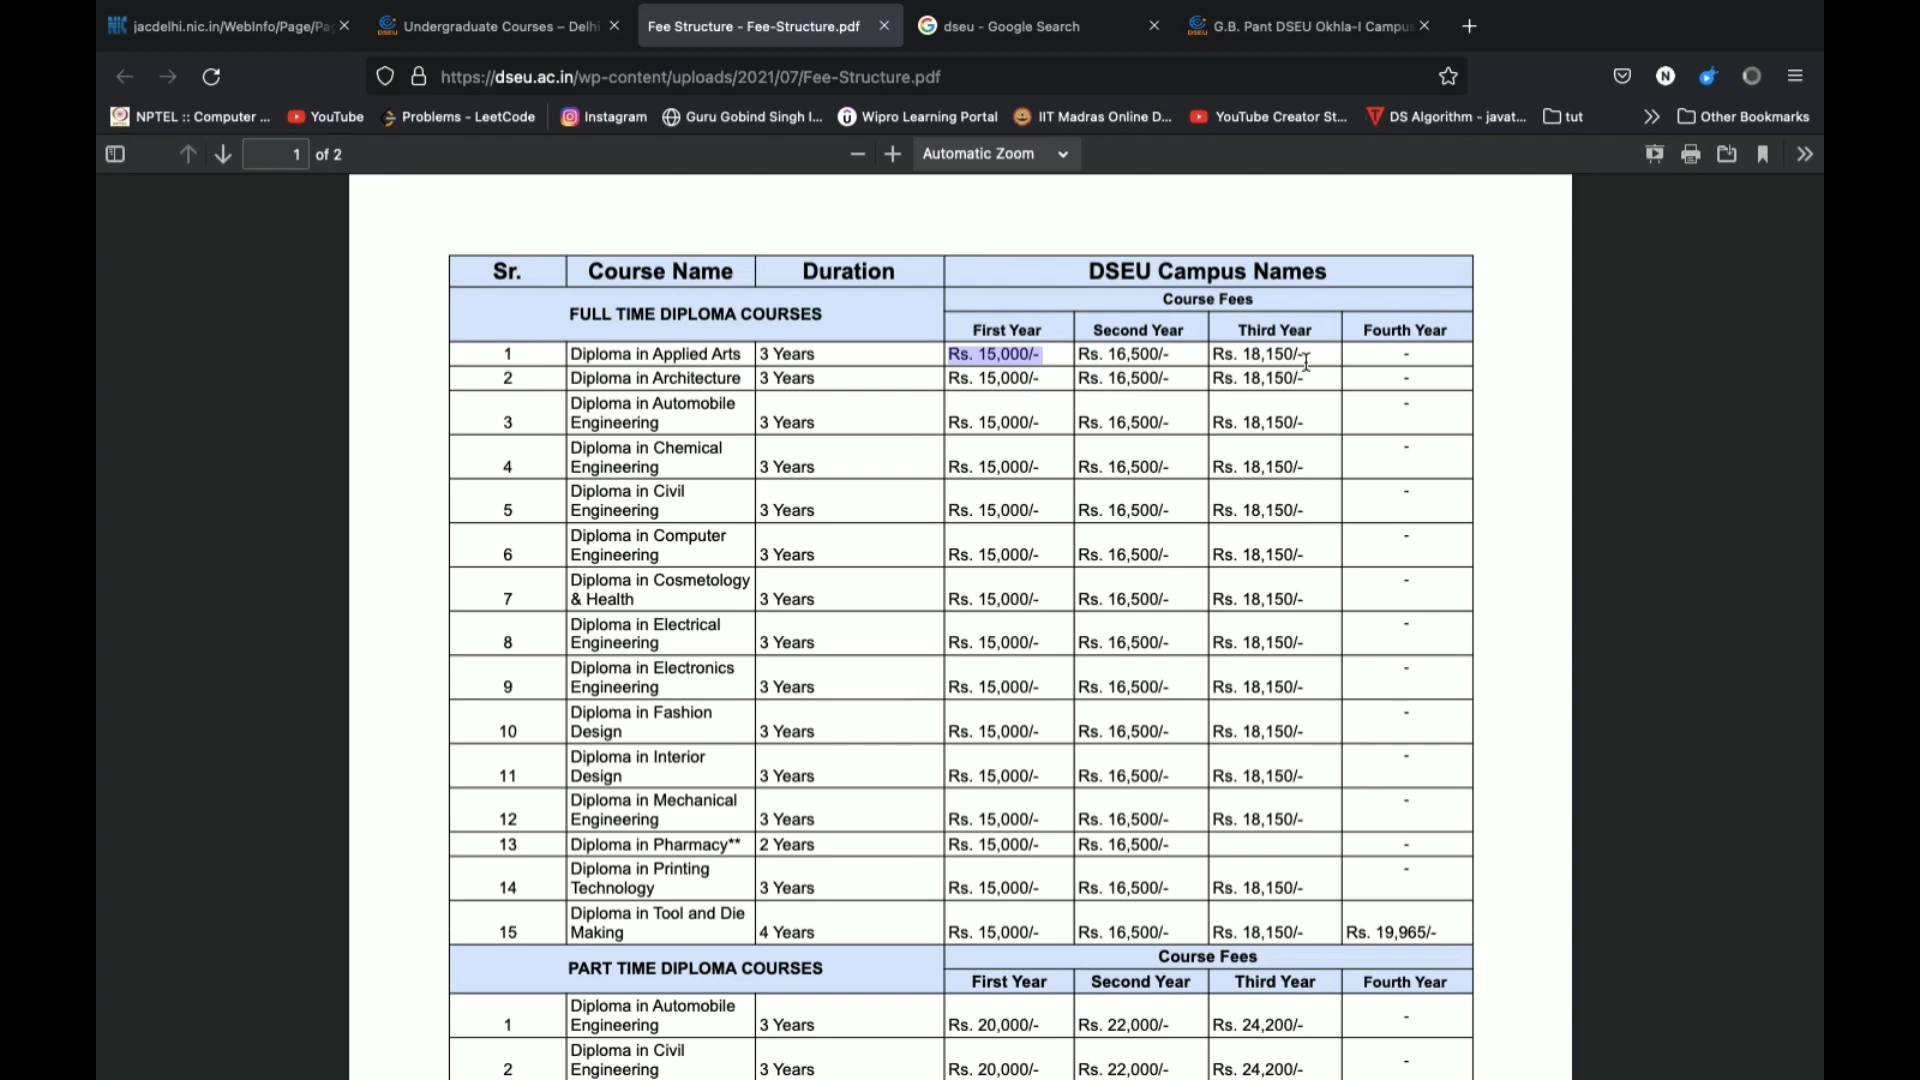 jacdelhi.nic.in/WebInfo/Page/Pa
Undergraduate Courses – Delhi
Fee Structure - Fee-Structure.pdf
dseu - Google Search
G.B. Pant DSEU Okhla-I Campus
https://dseu.ac.in/wp-content/uploads/2021/07/Fee-Structure.pdf
NPTEL :: Computer ...
YouTube
Problems - LeetCode
Instagram
Guru Gobind Singh I...
Wipro Learning Portal
IIT Madras Online D...
YouTube Creator St...
DS Algorithm - javat...
tut
Other Bookmarks
1 of 2
Automatic Zoom
Sr. Course Name Duration DSEU Campus Names
FULL TIME DIPLOMA COURSES
Course Fees
First Year Second Year Third Year Fourth Year
1 Diploma in Applied Arts 3 Years Rs. 15,000/- Rs. 16,500/- Rs. 18,150/- -
2 Diploma in Architecture 3 Years Rs. 15,000/- Rs. 16,500/- Rs. 18,150/- -
Diploma in Automobile -
3 Engineering 3 Years Rs. 15,000/- Rs. 16,500/- Rs. 18,150/-
Diploma in Chemical -
4 Engineering 3 Years Rs. 15,000/- Rs. 16,500/- Rs. 18,150/-
Diploma in Civil -
5 Engineering 3 Years Rs. 15,000/- Rs. 16,500/- Rs. 18,150/-
Diploma in Computer -
6 Engineering 3 Years Rs. 15,000/- Rs. 16,500/- Rs. 18,150/-
Diploma in Cosmetology -
7 & Health 3 Years Rs. 15,000/- Rs. 16,500/- Rs. 18,150/-
Diploma in Electrical -
8 Engineering 3 Years Rs. 15,000/- Rs. 16,500/- Rs. 18,150/-
Diploma in Electronics -
9 Engineering 3 Years Rs. 15,000/- Rs. 16,500/- Rs. 18,150/-
Diploma in Fashion -
10 Design 3 Years Rs. 15,000/- Rs. 16,500/- Rs. 18,150/-
Diploma in Interior -
11 Design 3 Years Rs. 15,000/- Rs. 16,500/- Rs. 18,150/-
Diploma in Mechanical -
12 Engineering 3 Years Rs. 15,000/- Rs. 16,500/- Rs. 18,150/-
13 Diploma in Pharmacy** 2 Years Rs. 15,000/- Rs. 16,500/- -
Diploma in Printing -
14 Technology 3 Years Rs. 15,000/- Rs. 16,500/- Rs. 18,150/-
Diploma in Tool and Die
15 Making 4 Years Rs. 15,000/- Rs. 16,500/- Rs. 18,150/- Rs. 19,965/-
PART TIME DIPLOMA COURSES
Course Fees
First Year Second Year Third Year Fourth Year
Diploma in Automobile -
1 Engineering 3 Years Rs. 20,000/- Rs. 22,000/- Rs. 24,200/-
Diploma in Civil -
2 Engineering 3 Years Rs. 20,000/- Rs. 22,000/- Rs. 24,200/-